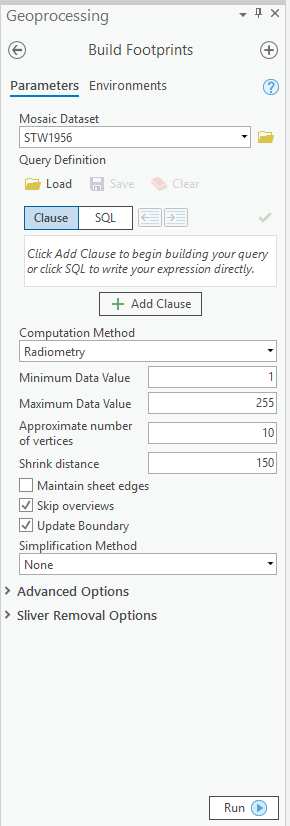 Geoprocessing
Build Footprints
Parameters Environments
Mosaic Dataset
STW1956
Query Definition
Load Save Clear
Clause SQL
Click Add Clause to begin building your query
or click SQL to write your expression directly.
Add Clause
Computation Method
Radiometry
Minimum Data Value 1
Maximum Data Value 255
Approximate number
of vertices 10
Shrink distance 150
Maintain sheet edges
Skip overviews
Update Boundary
Simplification Method
None
Advanced Options
Sliver Removal Options
Run